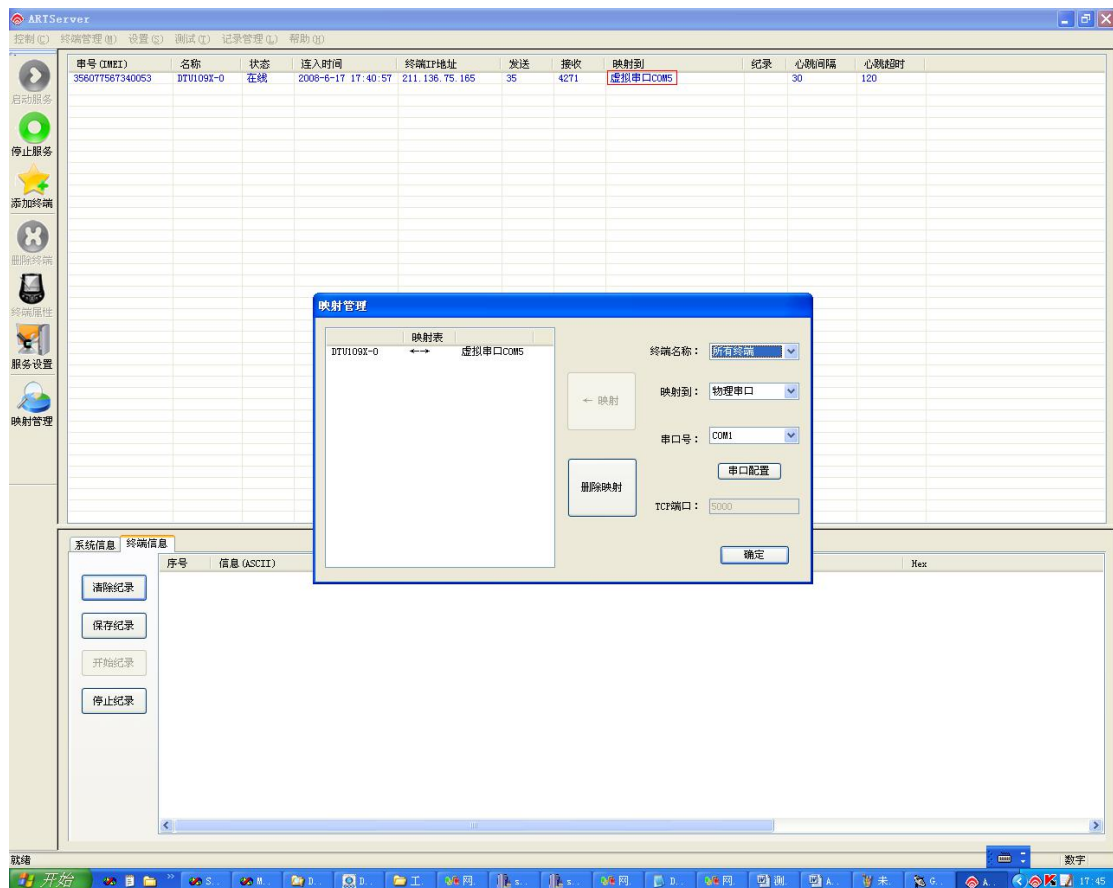 ARTServer
控制(C) 终端管理(M) 设置(S) 测试(T) 记录管理(L) 帮助(H)
串号(IMEI) 名称 状态 连入时间 终端IP地址 发送 接收 映射到 纪录 心跳间隔 心跳超时
356077567340053 DTU109X-0 在线 2008-6-17 17:40:57 211.136.75.165 35 4271 虚拟串口COM5 30 120
启动服务
停止服务
添加终端
删除终端
终端属性
服务设置
映射管理
映射管理
映射表
DTU109X-0 ←→ 虚拟串口COM5
← 映射
删除映射
终端名称: 所有终端
映射到: 物理串口
串口号: COM1
串口配置
TCP端口: 5000
确定
系统信息 终端信息
序号 信息(ASCII) Hex
清除纪录
保存纪录
开始纪录
停止纪录
就绪 数字
开始 S.. M.. D.. D.. 工. 网. s.. s.. 网. D.. 网. 测. A.. 未. G.. A.. 17:45